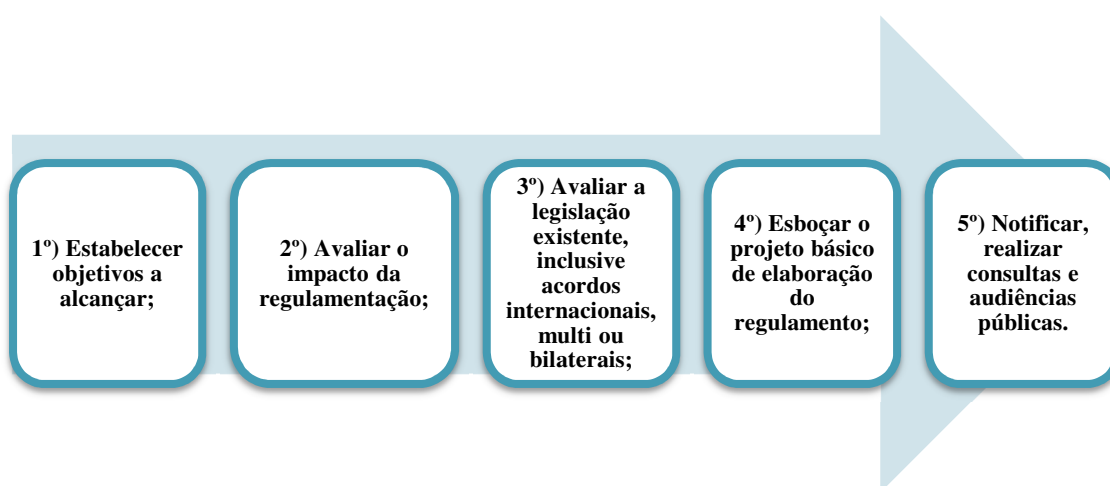 1º) Estabelecer
objetivos a
alcançar;
2º) Avaliar o
impacto da
regulamentação;
3º) Avaliar a
legislação
existente,
inclusive
acordos
internacionais,
multi ou
bilaterais;
4º) Esboçar o
projeto básico
de elaboração
do
regulamento;
5º) Notificar,
realizar
consultas e
audiências
públicas.